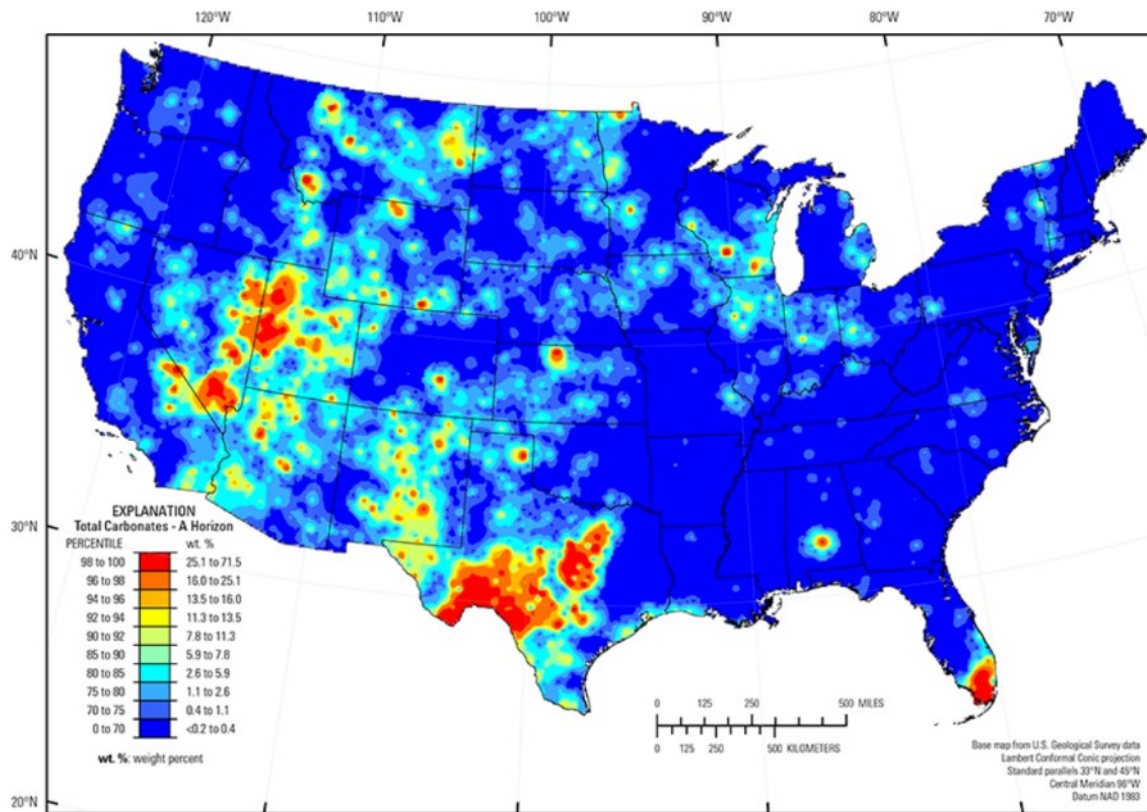 120°W 110°W 100°W 90°W 80°W 70°W
40°N
40°N
30°N
30°N
20°N
20°N
EXPLANATION
Total Carbonates - A Horizon
PERCENTILE wt. %
98 to 100 25.1 to 71.5
96 to 98 16.0 to 25.1
94 to 96 13.5 to 16.0
92 to 94 11.3 to 13.5
90 to 92 7.8 to 11.3
85 to 90 5.9 to 7.8
80 to 85 2.6 to 5.9
75 to 80 1.1 to 2.6
70 to 75 0.4 to 1.1
0 to 70 <0.2 to 0.4
wt. %: weight percent
0 125 250 500 MILES
0 125 250 500 KILOMETERS
Base map from U.S. Geological Survey data
Lambert Conformal Conic projection
Standard parallels 33°N and 45°N
Central Meridian 96°W
Datum NAD 1983